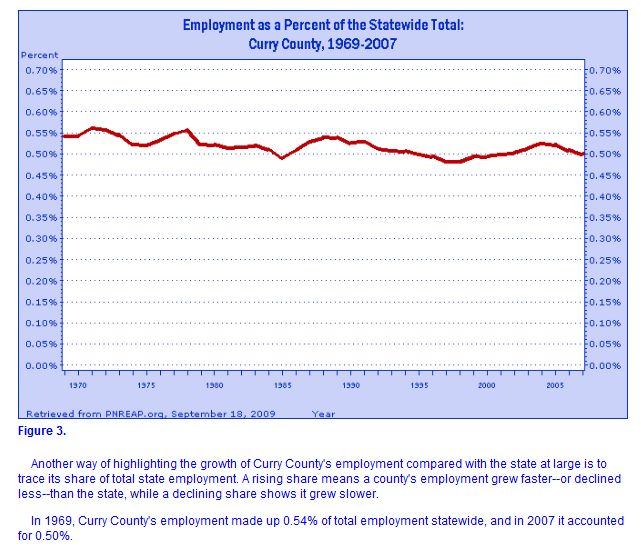 Employment as a Percent of the Statewide Total:
Curry County, 1969-2007
Percent
0.70% 0.70%
0.65% 0.65%
0.60% 0.60%
0.55% 0.55%
0.50% 0.50%
0.45% 0.45%
0.40% 0.40%
0.35% 0.35%
0.30% 0.30%
0.25% 0.25%
0.20% 0.20%
0.15% 0.15%
0.10% 0.10%
0.05% 0.05%
0.00% 0.00%
1970 1975 1980 1985 1990 1995 2000 2005
Retrieved from PNREAP.org, September 18, 2009 Year
Figure 3.
Another way of highlighting the growth of Curry County's employment compared with the state at large is to
trace its share of total state employment. A rising share means a county's employment grew faster--or declined
less--than the state, while a declining share shows it grew slower.
In 1969, Curry County's employment made up 0.54% of total employment statewide, and in 2007 it accounted
for 0.50%.